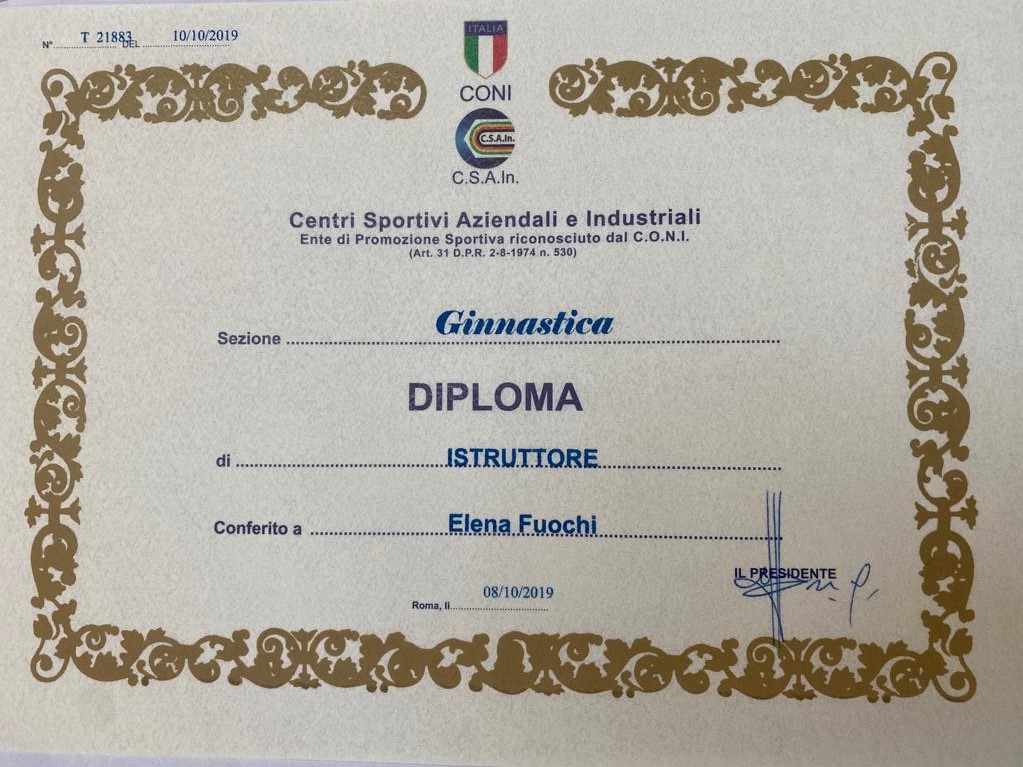 N° T 21883 DEL 10/10/2019
ITALIA
CONI
C.S.A.In.
C.S.A.In.
Centri Sportivi Aziendali e Industriali
Ente di Promozione Sportiva riconosciuto dal C.O.N.I.
(Art. 31 D.P.R. 2-8-1974 n. 530)
Sezione Ginnastica
DIPLOMA
di ISTRUTTORE
Conferito a Elena Fuochi
IL PRESIDENTE
Roma, li 08/10/2019